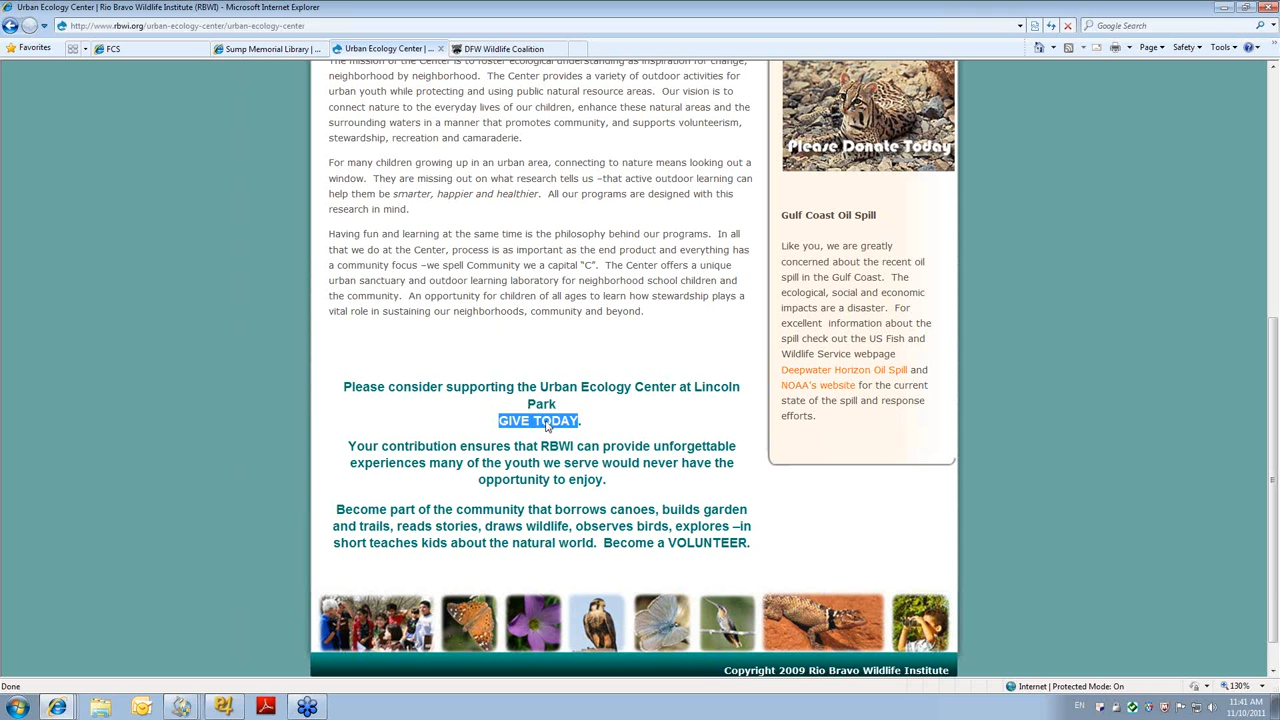 Urban Ecology Center | Rio Bravo Wildlife Institute (RBWI) - Microsoft Internet Explorer
http://www.rbwi.org/urban-ecology-center/urban-ecology-center
Google Search
Favorites
FCS
Sump Memorial Library | ...
Urban Ecology Center | ...
DFW Wildlife Coalition
Page
Safety
Tools
The mission of the Center is to foster ecological understanding as inspiration for change,
neighborhood by neighborhood. The Center provides a variety of outdoor activities for
urban youth while protecting and using public natural resource areas. Our vision is to
connect nature to the everyday lives of our children, enhance these natural areas and the
surrounding waters in a manner that promotes community, and supports volunteerism,
stewardship, recreation and camaraderie.
For many children growing up in an urban area, connecting to nature means looking out a
window. They are missing out on what research tells us –that active outdoor learning can
help them be smarter, happier and healthier. All our programs are designed with this
research in mind.
Having fun and learning at the same time is the philosophy behind our programs. In all
that we do at the Center, process is as important as the end product and everything has
a community focus –we spell Community we a capital “C”. The Center offers a unique
urban sanctuary and outdoor learning laboratory for neighborhood school children and
the community. An opportunity for children of all ages to learn how stewardship plays a
vital role in sustaining our neighborhoods, community and beyond.
Please consider supporting the Urban Ecology Center at Lincoln
Park
GIVE TODAY.
Your contribution ensures that RBWI can provide unforgettable
experiences many of the youth we serve would never have the
opportunity to enjoy.
Become part of the community that borrows canoes, builds garden
and trails, reads stories, draws wildlife, observes birds, explores –in
short teaches kids about the natural world. Become a VOLUNTEER.
Please Donate Today
Gulf Coast Oil Spill
Like you, we are greatly
concerned about the recent oil
spill in the Gulf Coast. The
ecological, social and economic
impacts are a disaster. For
excellent information about the
spill check out the US Fish and
Wildlife Service webpage
Deepwater Horizon Oil Spill and
NOAA's website for the current
state of the spill and response
efforts.
Copyright 2009 Rio Bravo Wildlife Institute
Done
Internet | Protected Mode: On
130%
EN
11:41 AM
11/10/2011